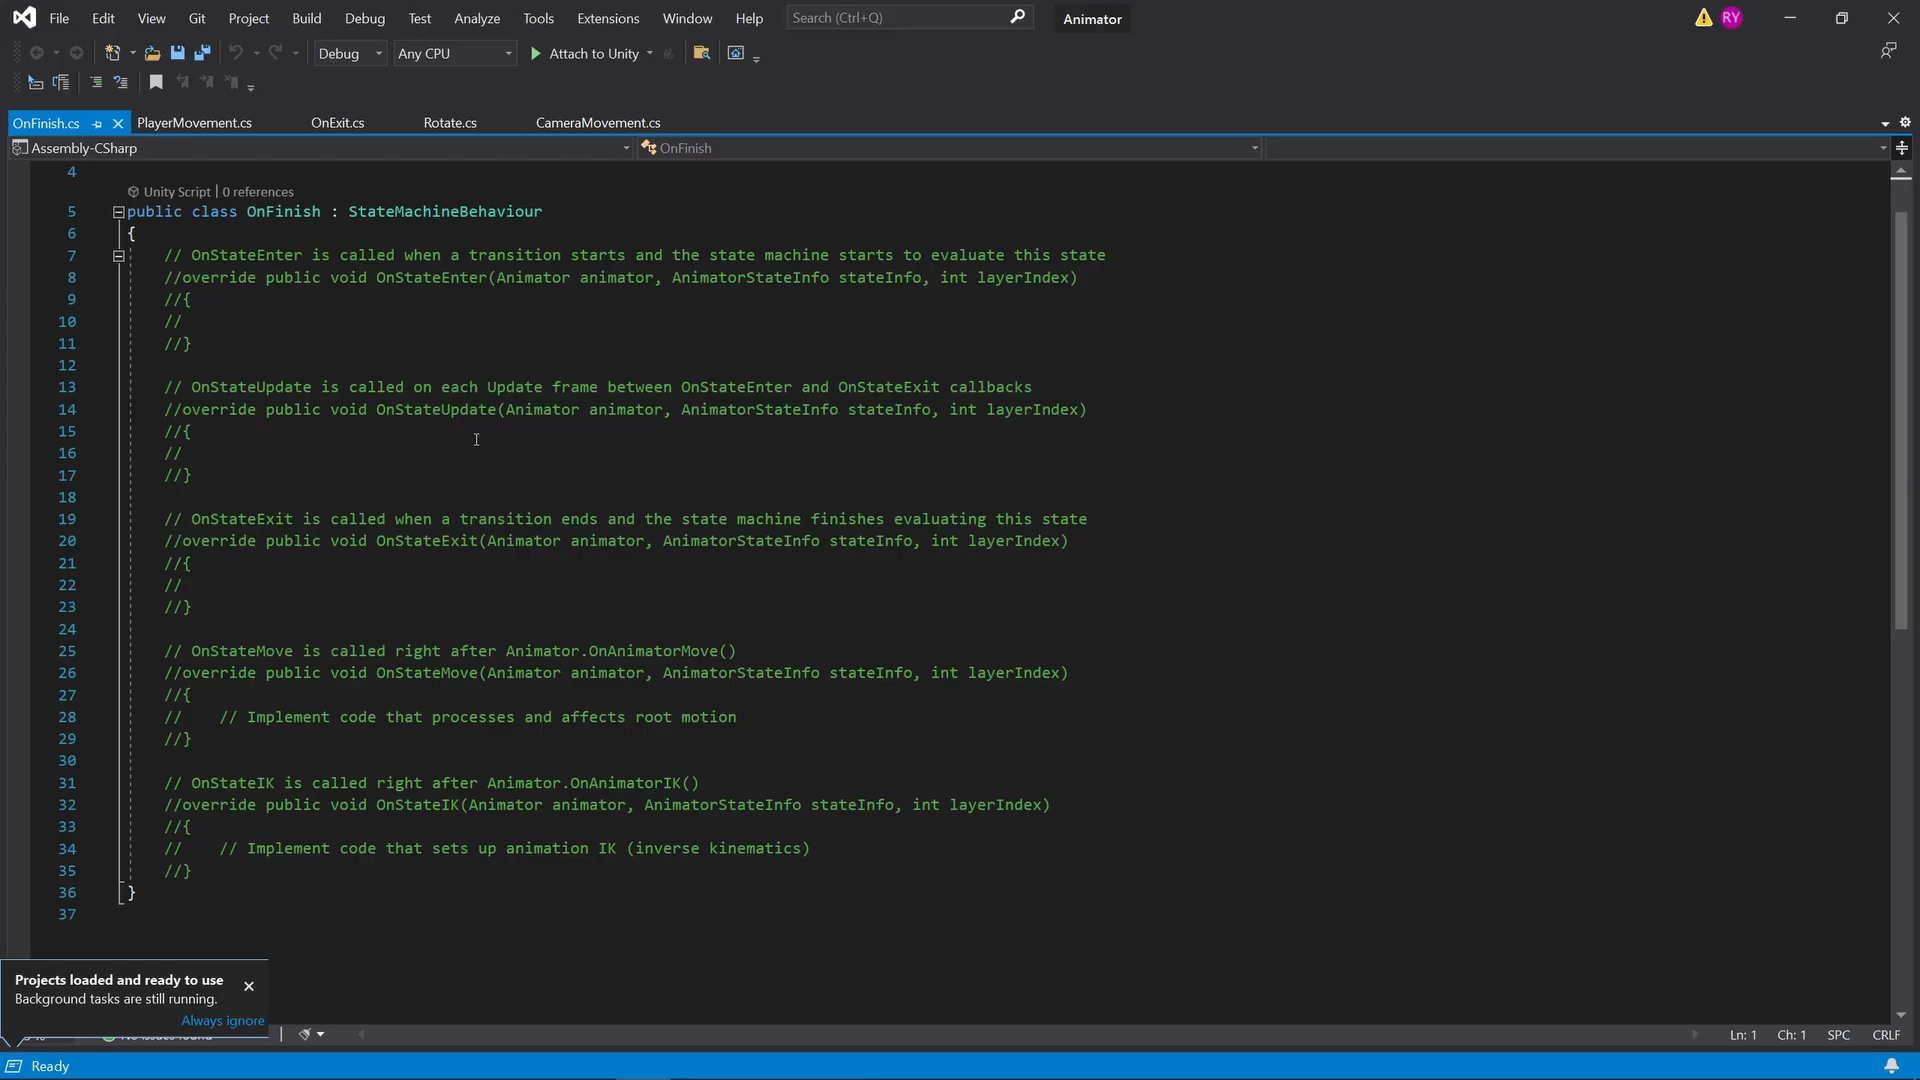 File Edit View Git Project Build Debug Test Analyze Tools Extensions Window Help Search (Ctrl+Q) Animator RY
Debug Any CPU Attach to Unity
OnFinish.cs PlayerMovement.cs OnExit.cs Rotate.cs CameraMovement.cs
Assembly-CSharp OnFinish
4
Unity Script | 0 references
5 public class OnFinish : StateMachineBehaviour
6 {
7 // OnStateEnter is called when a transition starts and the state machine starts to evaluate this state
8 //override public void OnStateEnter(Animator animator, AnimatorStateInfo stateInfo, int layerIndex)
9 //{
10 //
11 //}
12
13 // OnStateUpdate is called on each Update frame between OnStateEnter and OnStateExit callbacks
14 //override public void OnStateUpdate(Animator animator, AnimatorStateInfo stateInfo, int layerIndex)
15 //{
16 //
17 //}
18
19 // OnStateExit is called when a transition ends and the state machine finishes evaluating this state
20 //override public void OnStateExit(Animator animator, AnimatorStateInfo stateInfo, int layerIndex)
21 //{
22 //
23 //}
24
25 // OnStateMove is called right after Animator.OnAnimatorMove()
26 //override public void OnStateMove(Animator animator, AnimatorStateInfo stateInfo, int layerIndex)
27 //{
28 //    // Implement code that processes and affects root motion
29 //}
30
31 // OnStateIK is called right after Animator.OnAnimatorIK()
32 //override public void OnStateIK(Animator animator, AnimatorStateInfo stateInfo, int layerIndex)
33 //{
34 //    // Implement code that sets up animation IK (inverse kinematics)
35 //}
36 }
37
Projects loaded and ready to use
Background tasks are still running.
Always ignore
Ln: 1 Ch: 1 SPC CRLF
Ready